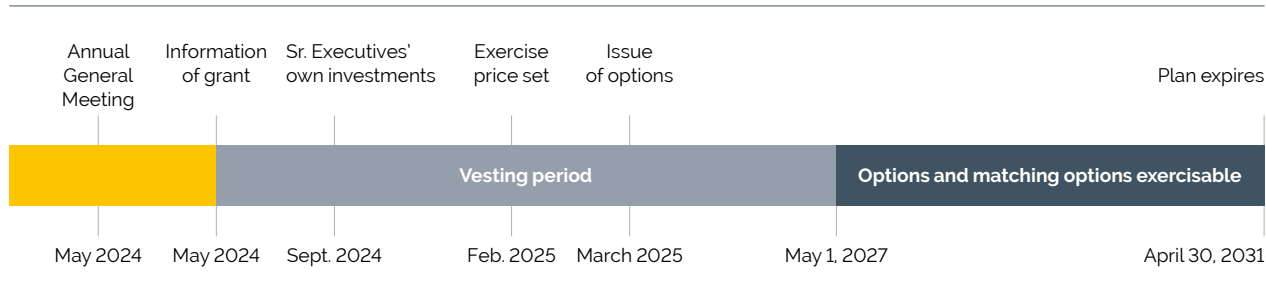 Annual
General
Meeting
Information
of grant
Sr. Executives'
own investments
Exercise
price set
Issue
of options
Plan expires
Vesting period
Options and matching options exercisable
May 2024
May 2024
Sept. 2024
Feb. 2025
March 2025
May 1, 2027
April 30, 2031